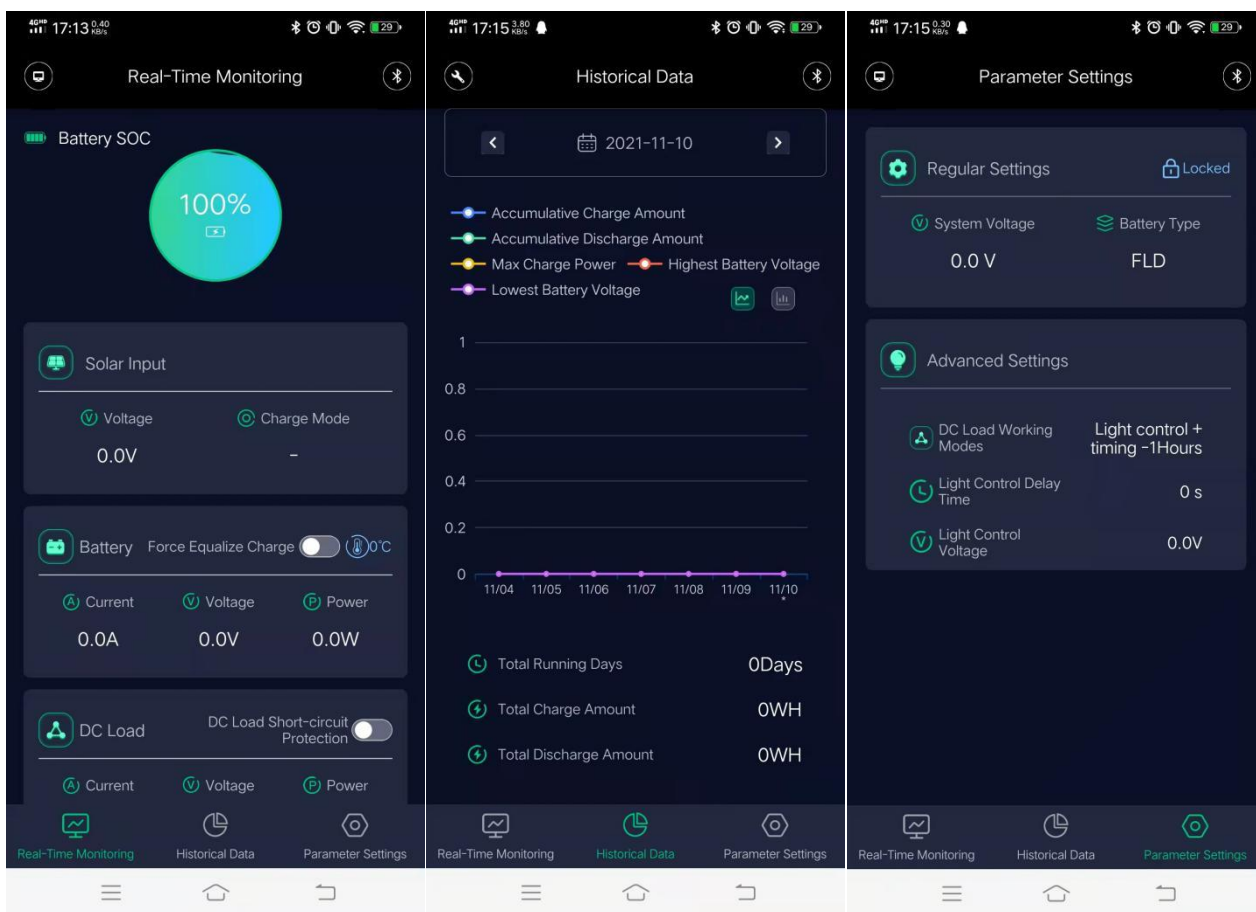 4GHD 17:13 0.40 KB/s 29
Real-Time Monitoring
Battery SOC
100%
Solar Input
Voltage Charge Mode
0.0V -
Battery Force Equalize Charge 0°C
Current Voltage Power
0.0A 0.0V 0.0W
DC Load DC Load Short-circuit
Protection
Current Voltage Power
Real-Time Monitoring Historical Data Parameter Settings
17:15 3.80 KB/s 29
Historical Data
2021-11-10
Accumulative Charge Amount
Accumulative Discharge Amount
Max Charge Power Highest Battery Voltage
Lowest Battery Voltage
1
0.8
0.6
0.4
0.2
0
11/04 11/05 11/06 11/07 11/08 11/09 11/10
Total Running Days 0Days
Total Charge Amount 0WH
Total Discharge Amount 0WH
Real-Time Monitoring Historical Data Parameter Settings
17:15 0.30 KB/s 29
Parameter Settings
Regular Settings Locked
System Voltage Battery Type
0.0 V FLD
Advanced Settings
DC Load Working Light control +
Modes timing -1Hours
Light Control Delay
Time 0 s
Light Control
Voltage 0.0V
Real-Time Monitoring Historical Data Parameter Settings